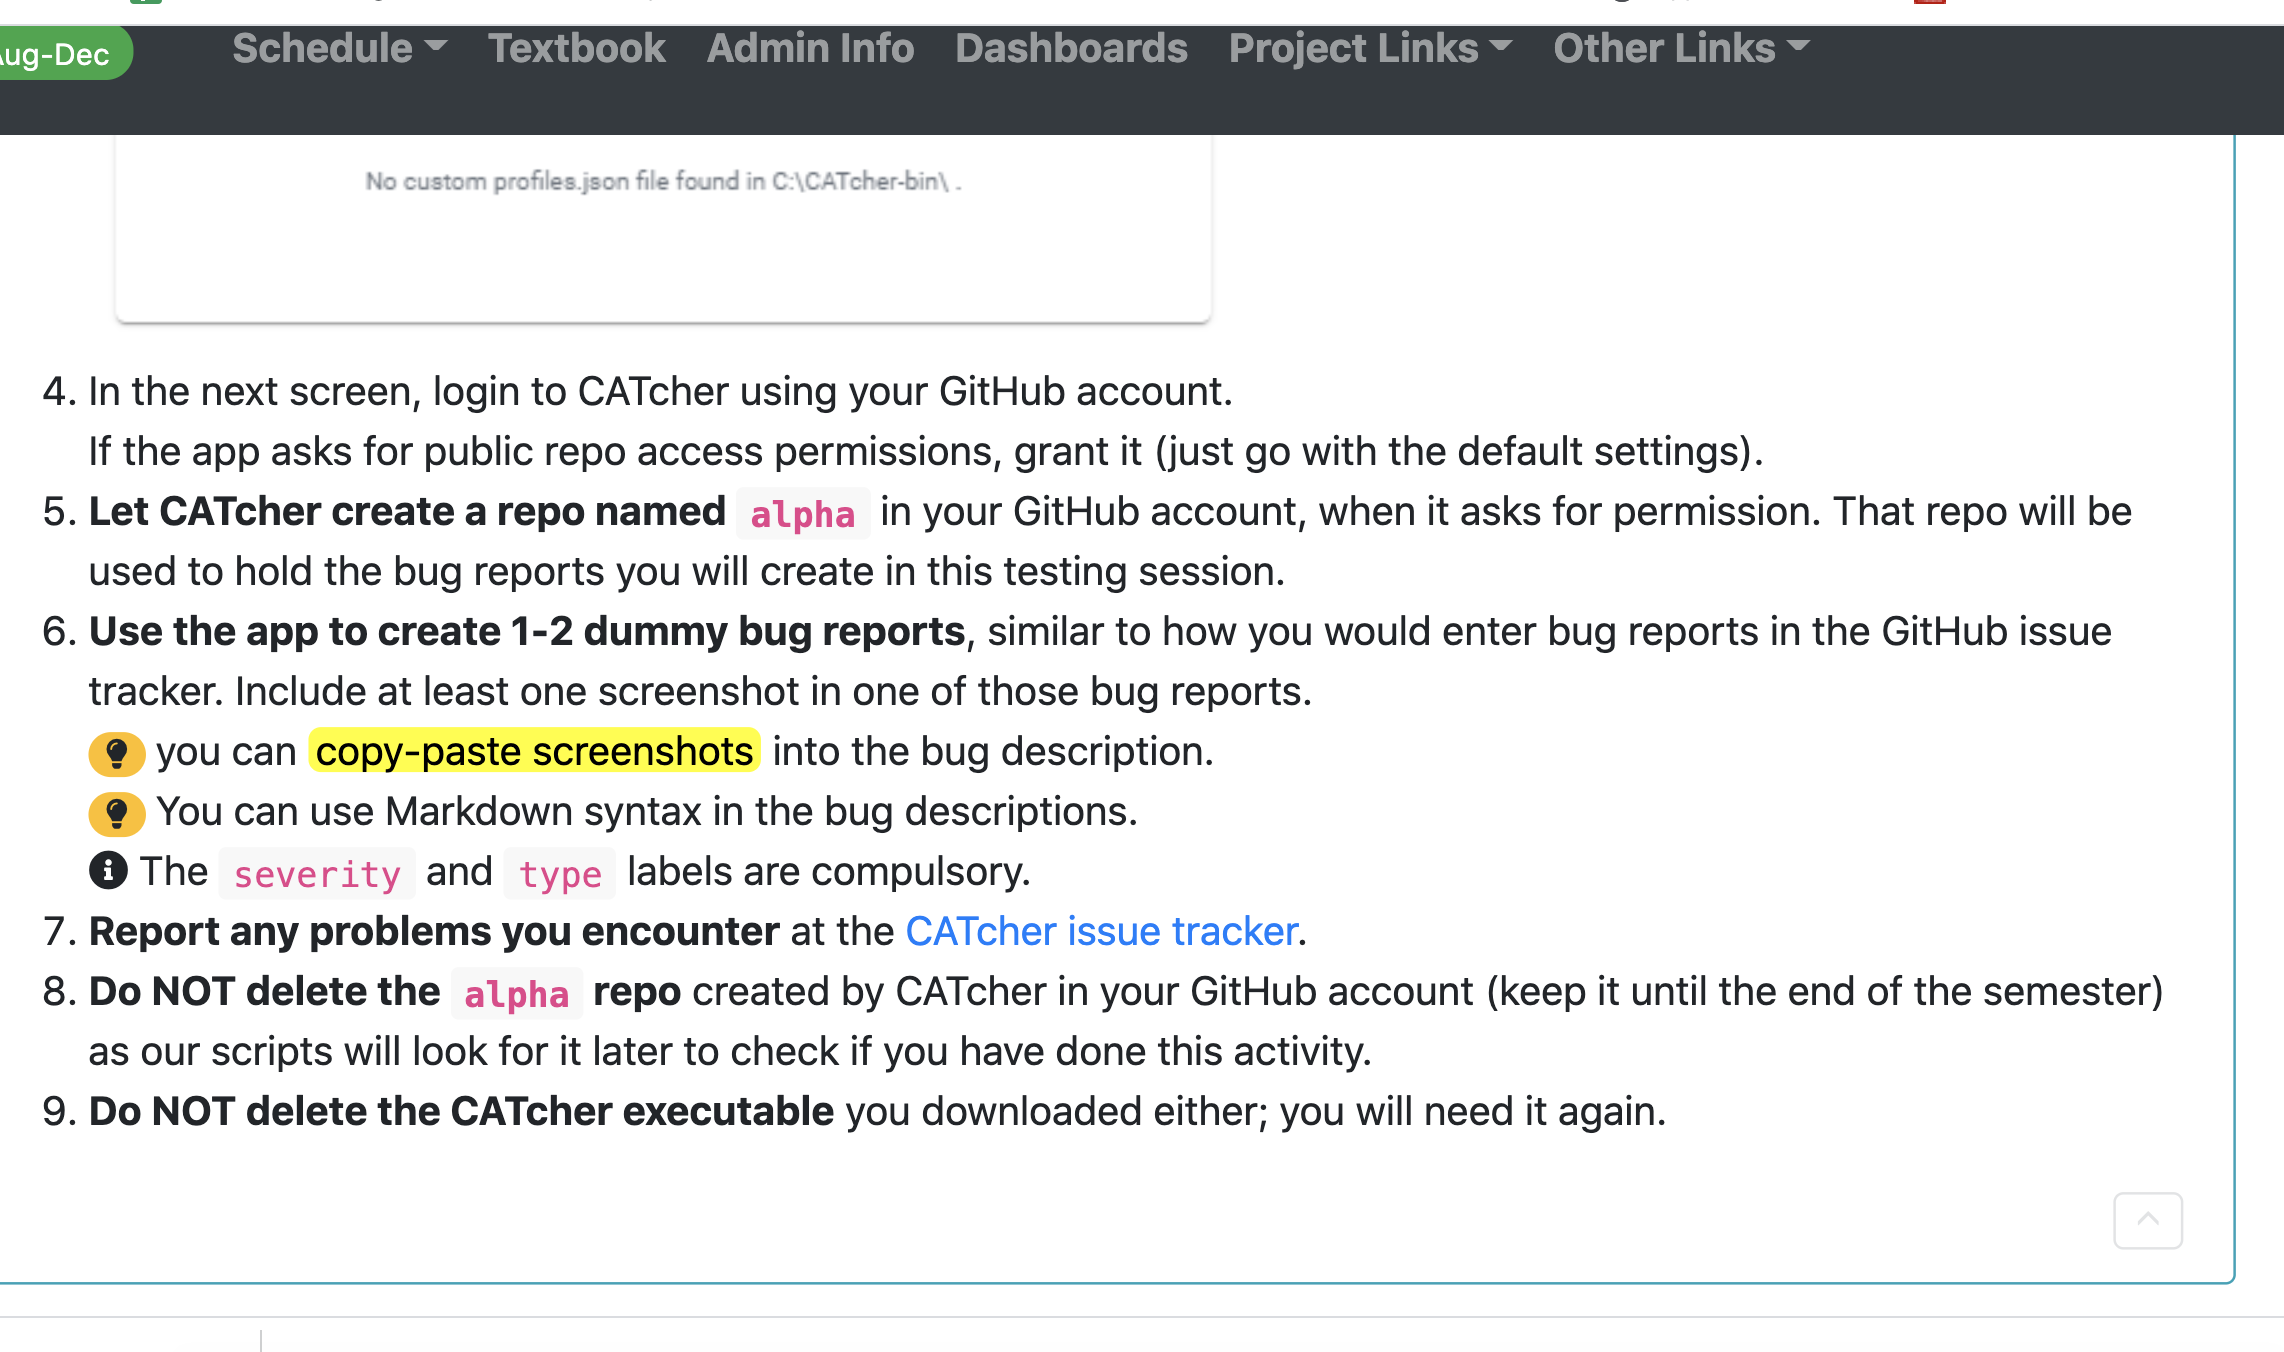 ug-Dec
Schedule Textbook Admin Info Dashboards Project Links Other Links
No custom profiles.json file found in C:\CATcher-bin\ .
4. In the next screen, login to CATcher using your GitHub account.
If the app asks for public repo access permissions, grant it (just go with the default settings).
5. Let CATcher create a repo named alpha in your GitHub account, when it asks for permission. That repo will be
used to hold the bug reports you will create in this testing session.
6. Use the app to create 1-2 dummy bug reports, similar to how you would enter bug reports in the GitHub issue
tracker. Include at least one screenshot in one of those bug reports.
you can copy-paste screenshots into the bug description.
You can use Markdown syntax in the bug descriptions.
The severity and type labels are compulsory.
7. Report any problems you encounter at the CATcher issue tracker.
8. Do NOT delete the alpha repo created by CATcher in your GitHub account (keep it until the end of the semester)
as our scripts will look for it later to check if you have done this activity.
9. Do NOT delete the CATcher executable you downloaded either; you will need it again.